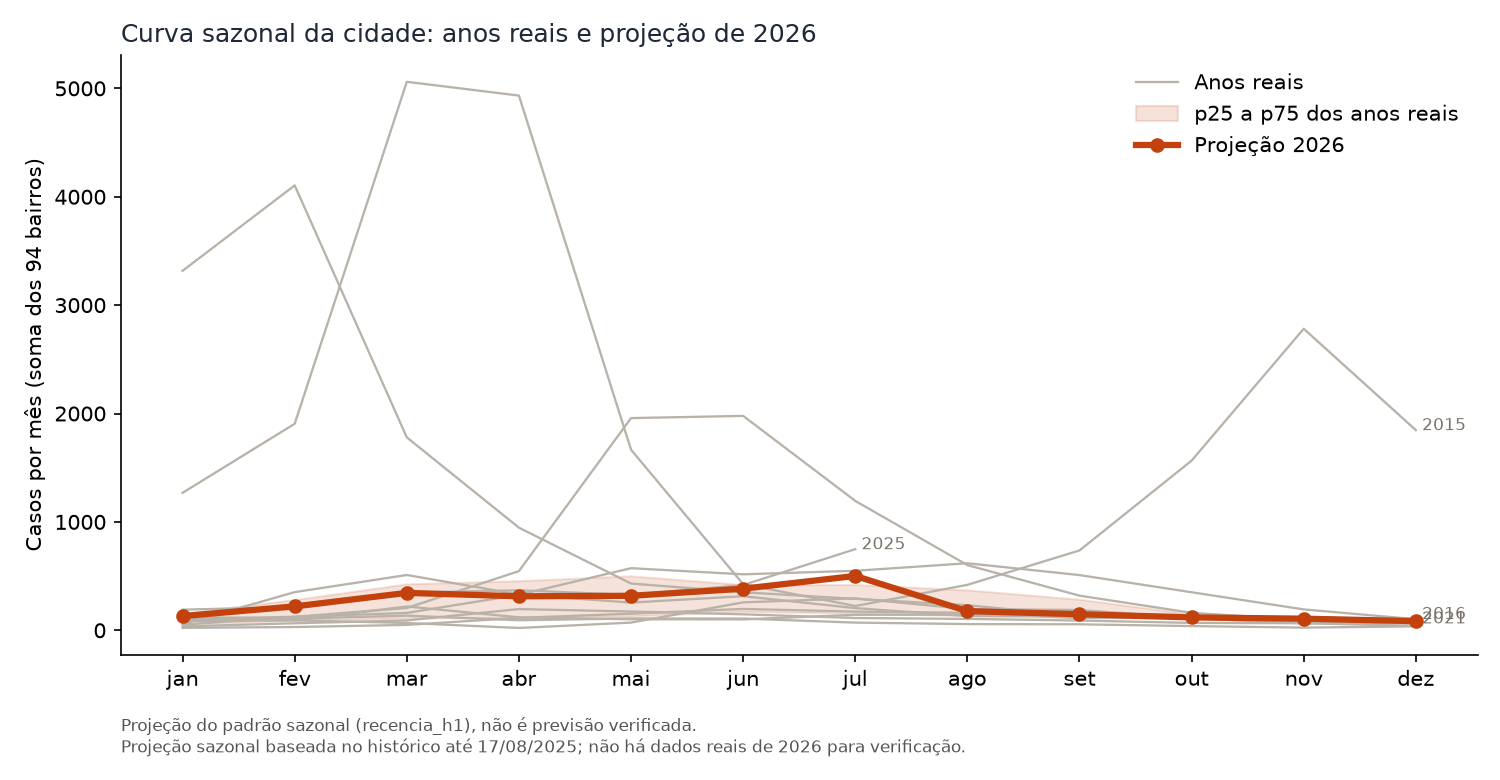 Curva sazonal da cidade: anos reais e projeção de 2026
Casos por mês (soma dos 94 bairros)
5000
4000
3000
2000
1000
0
Anos reais
p25 a p75 dos anos reais
Projeção 2026
2015
2025
2016
2021
jan fev mar abr mai jun jul ago set out nov dez
Projeção do padrão sazonal (recencia_h1), não é previsão verificada.
Projeção sazonal baseada no histórico até 17/08/2025; não há dados reais de 2026 para verificação.